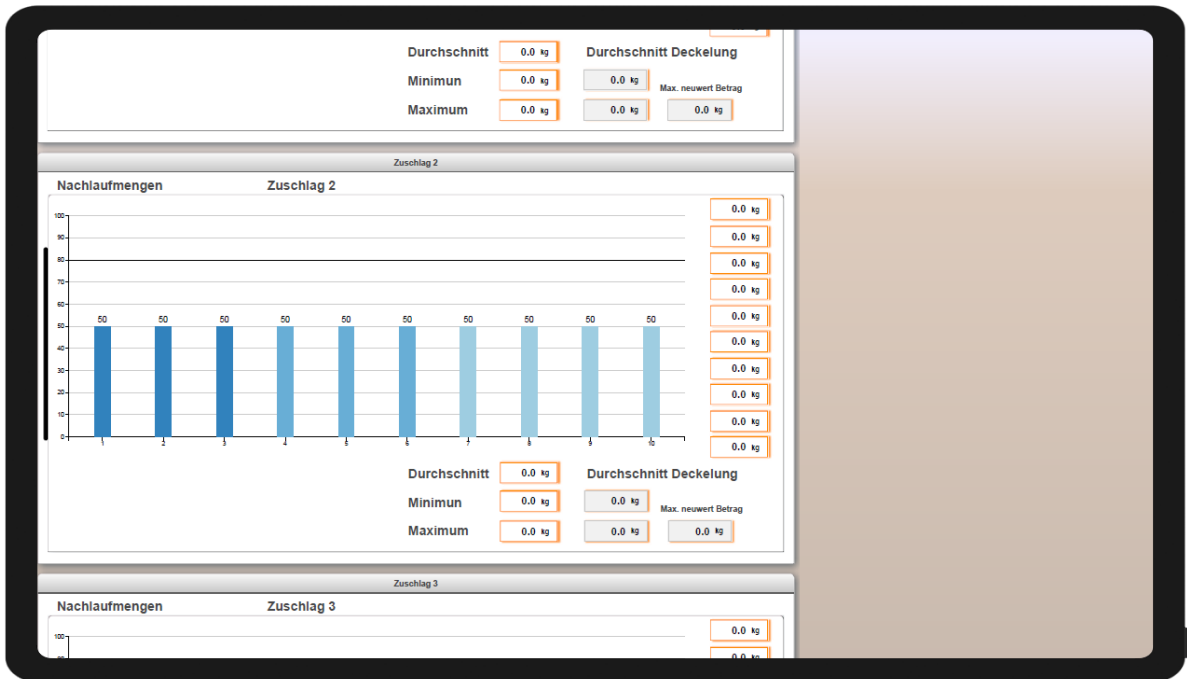 Durchschnitt 0.0 kg Durchschnitt Deckelung
Minimun 0.0 kg 0.0 kg Max. neuwert Betrag
Maximum 0.0 kg 0.0 kg 0.0 kg
Zuschlag 2
Nachlaufmengen Zuschlag 2
0.0 kg
100
90 0.0 kg
80 0.0 kg
70 0.0 kg
60
50 50 50 50 50 50 50 50 50 50 50 0.0 kg
40 0.0 kg
30 0.0 kg
20 0.0 kg
10 0.0 kg
0 0.0 kg
1 2 3 4 5 6 7 8 9 10
Durchschnitt 0.0 kg Durchschnitt Deckelung
Minimun 0.0 kg 0.0 kg Max. neuwert Betrag
Maximum 0.0 kg 0.0 kg 0.0 kg
Zuschlag 3
Nachlaufmengen Zuschlag 3
0.0 kg
100
0.0 kg